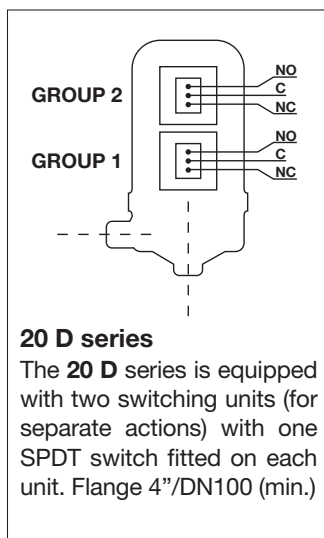 NO
GROUP 2 C
NC
NO
GROUP 1 C
NC
20 D series
The 20 D series is equipped
with two switching units (for
separate actions) with one
SPDT switch fitted on each
unit. Flange 4”/DN100 (min.)